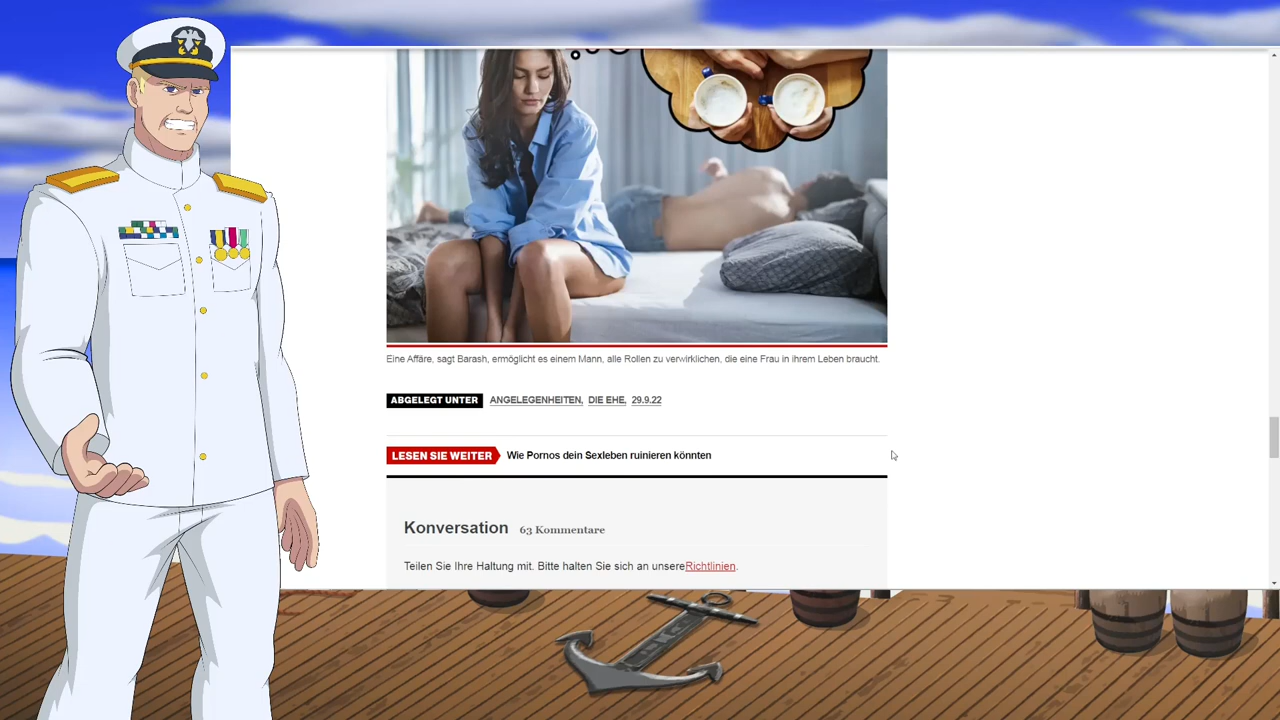 Eine Affäre, sagt Barash, ermöglicht es einem Mann, alle Rollen zu verwirklichen, die eine Frau in ihrem Leben braucht.
ABGELEGT UNTER ANGELEGENHEITEN, DIE EHE, 29.9.22
LESEN SIE WEITER Wie Pornos dein Sexleben ruinieren könnten
Konversation 63 Kommentare
Teilen Sie Ihre Haltung mit. Bitte halten Sie sich an unsereRichtlinien.